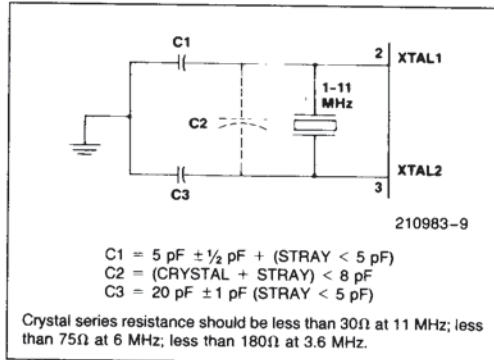 C1
2 XTAL1
1–11
MHz
C2
XTAL2
C3
3
210983–9
C1 = 5 pF ±½ pF + (STRAY < 5 pF)
C2 = (CRYSTAL + STRAY) < 8 pF
C3 = 20 pF ±1 pF (STRAY < 5 pF)
Crystal series resistance should be less than 30Ω at 11 MHz; less
than 75Ω at 6 MHz; less than 180Ω at 3.6 MHz.